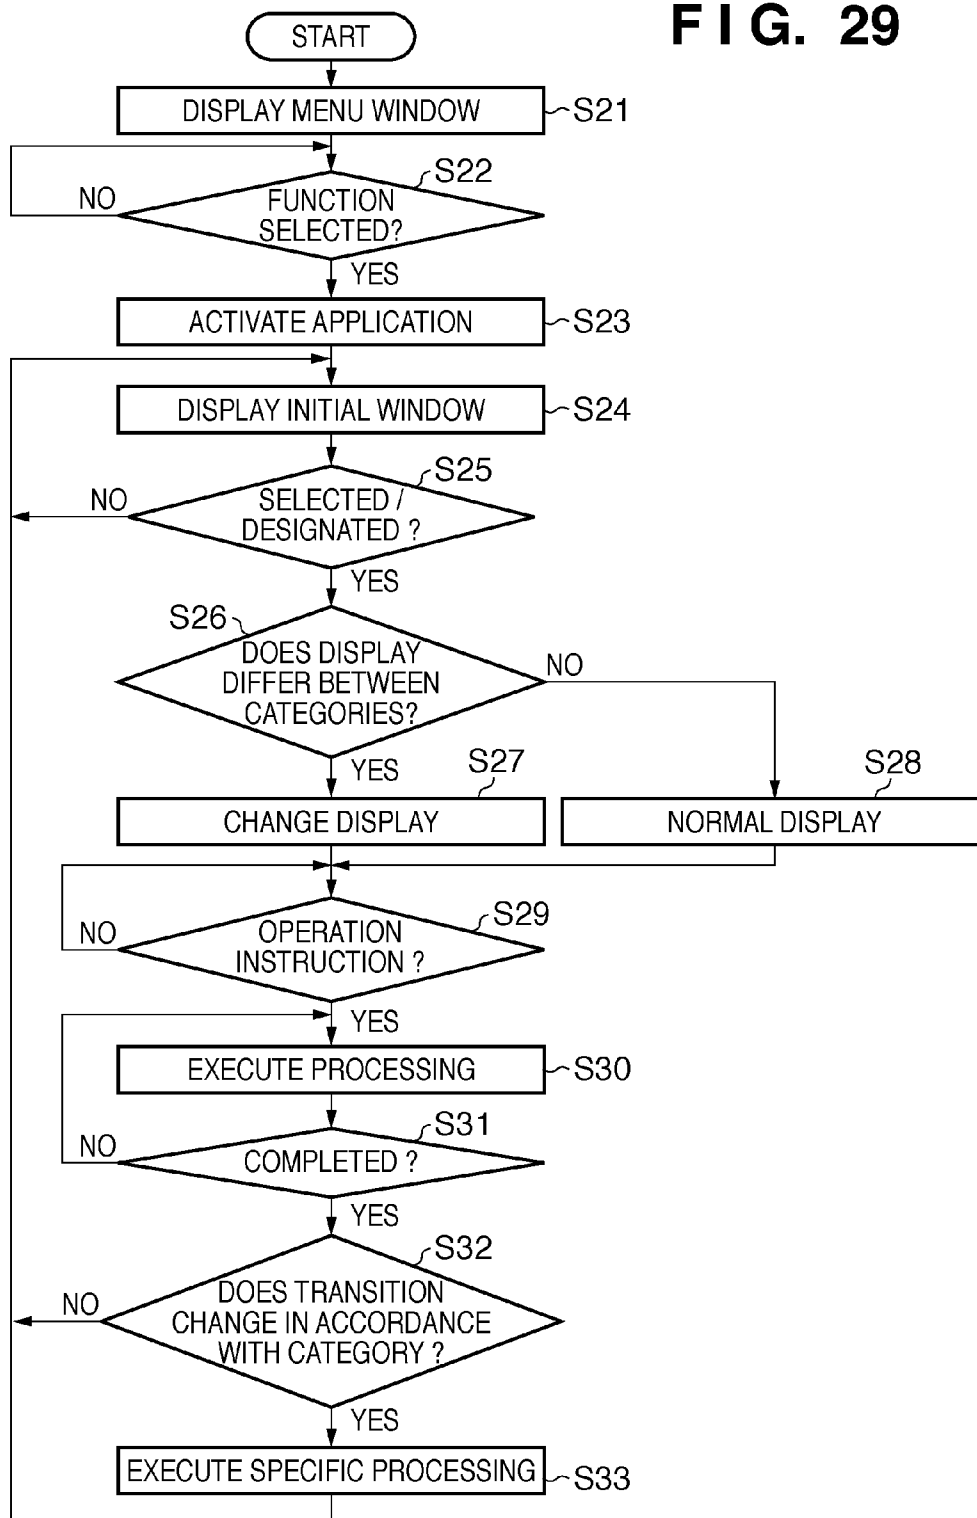 FIG. 29
START
DISPLAY MENU WINDOW
S21
S22
NO
FUNCTION
SELECTED?
YES
ACTIVATE APPLICATION
S23
DISPLAY INITIAL WINDOW
S24
S25
NO
SELECTED /
DESIGNATED ?
YES
S26
DOES DISPLAY
DIFFER BETWEEN
CATEGORIES?
NO
YES
S27
S28
CHANGE DISPLAY
NORMAL DISPLAY
S29
NO
OPERATION
INSTRUCTION ?
YES
EXECUTE PROCESSING
S30
S31
NO
COMPLETED ?
YES
S32
NO
DOES TRANSITION
CHANGE IN ACCORDANCE
WITH CATEGORY ?
YES
EXECUTE SPECIFIC PROCESSING
S33